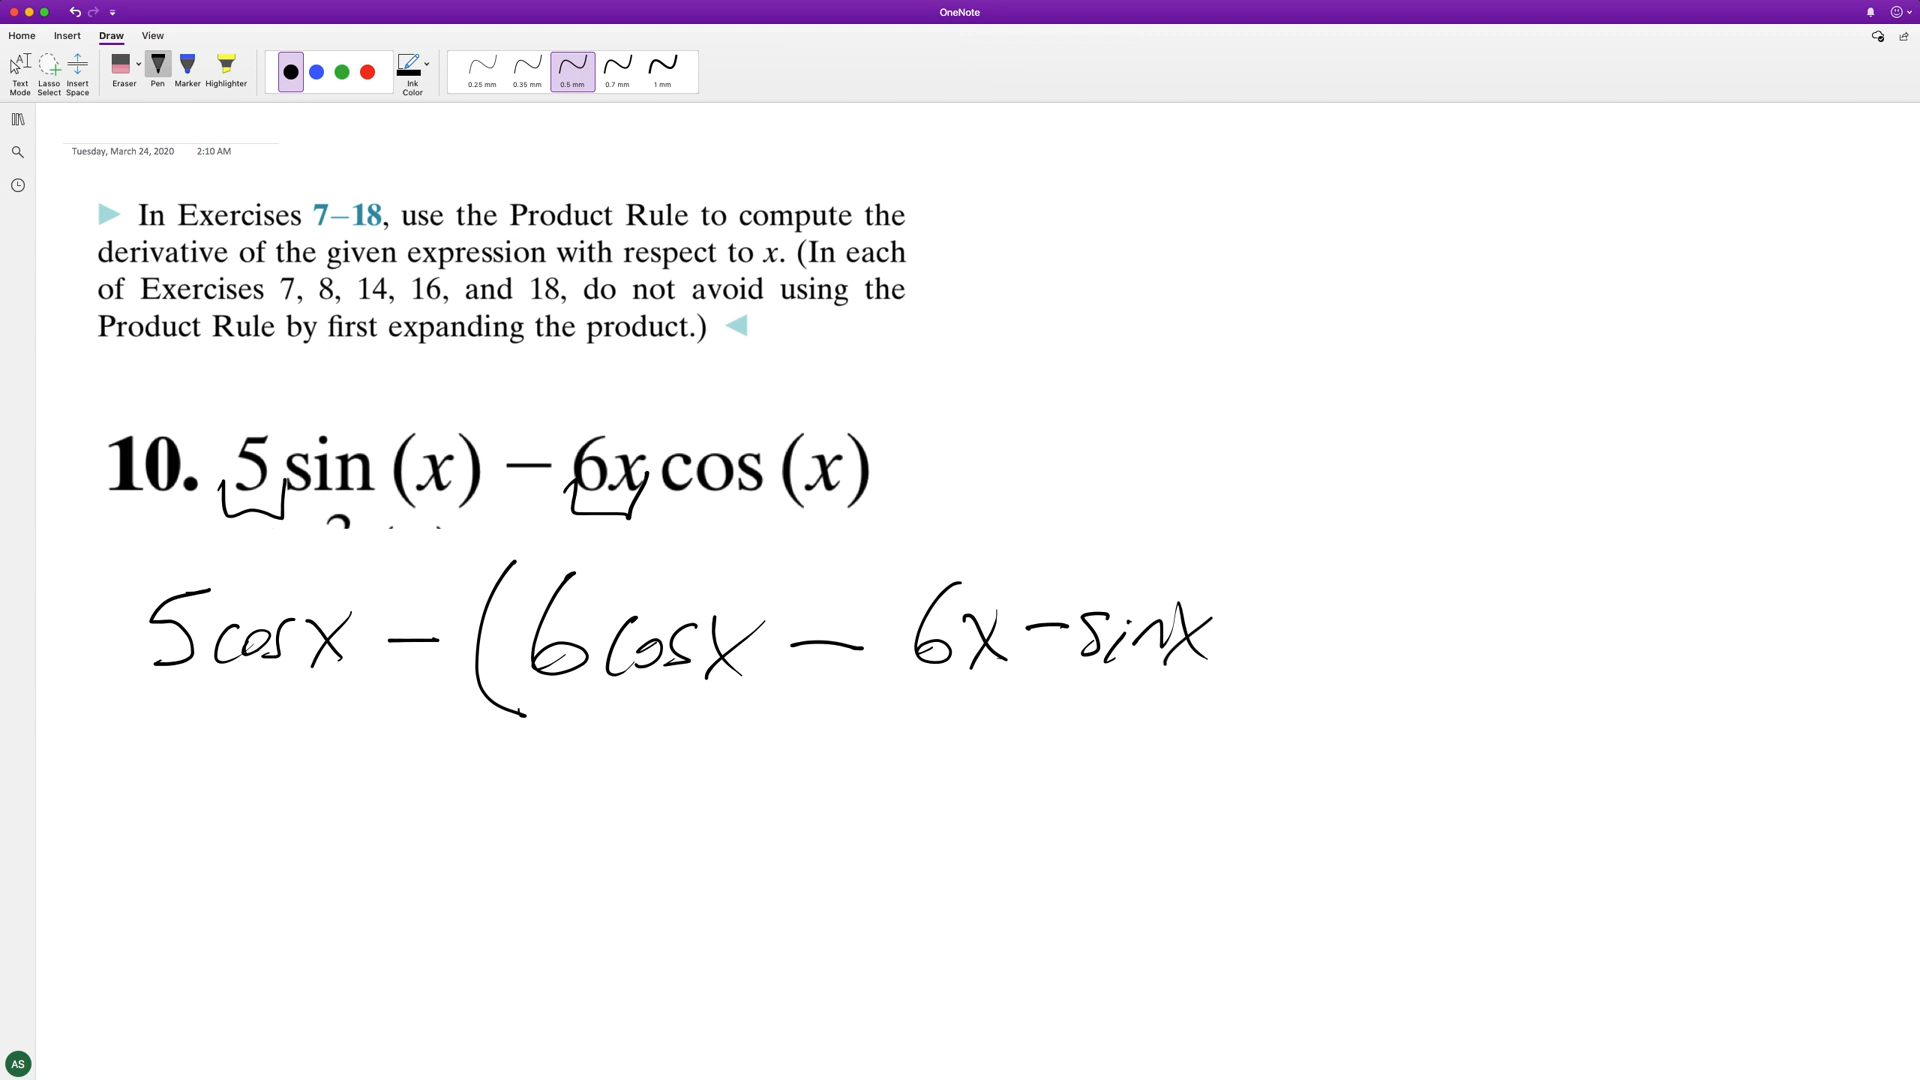 OneNote
Home Insert Draw View
Text Mode Lasso Select Insert Space Eraser Pen Marker Highlighter Ink Color 0.25 mm 0.35 mm 0.5 mm 0.7 mm 1 mm
Tuesday, March 24, 2020 2:10 AM
▶ In Exercises 7–18, use the Product Rule to compute the
derivative of the given expression with respect to x. (In each
of Exercises 7, 8, 14, 16, and 18, do not avoid using the
Product Rule by first expanding the product.) ◀
10. 5 sin (x) − 6x cos (x)
5 cos x − ( 6 cos x − 6x − sin x
AS